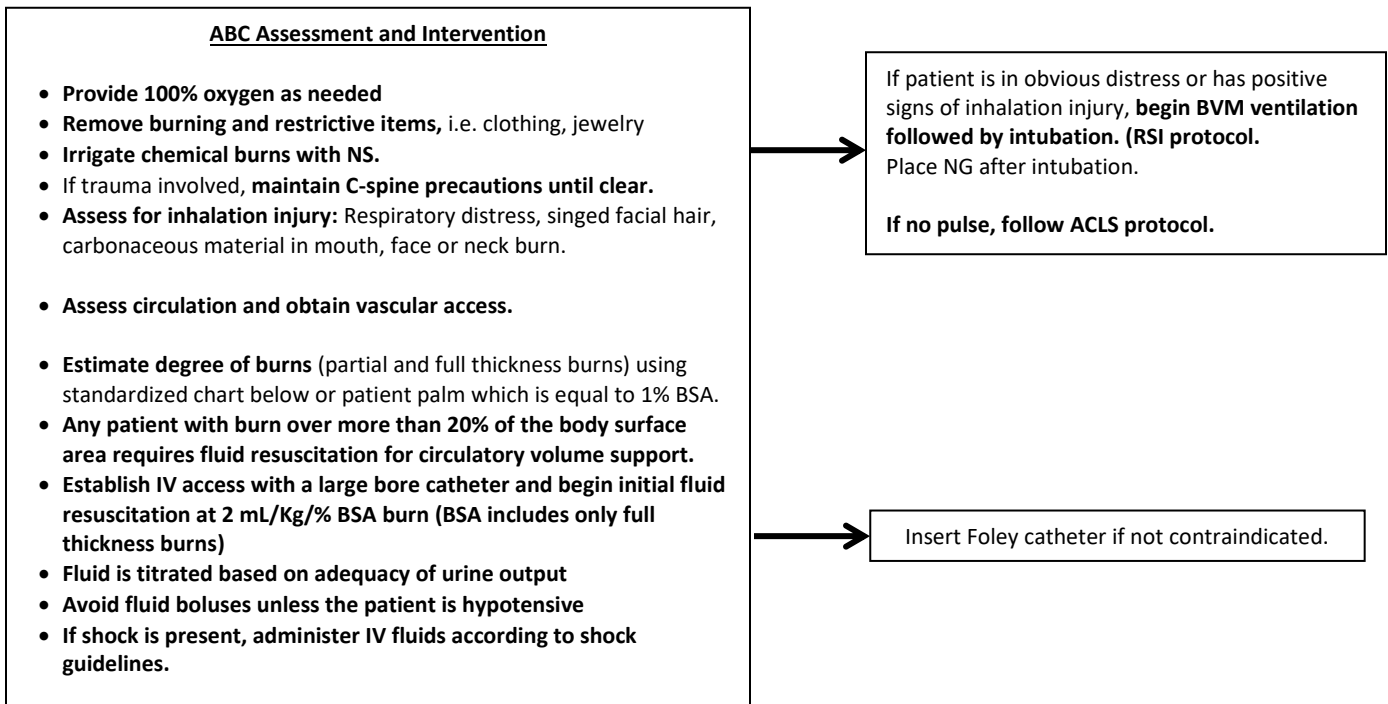 ABC Assessment and Intervention
• Provide 100% oxygen as needed
• Remove burning and restrictive items, i.e. clothing, jewelry
• Irrigate chemical burns with NS.
• If trauma involved, maintain C-spine precautions until clear.
• Assess for inhalation injury: Respiratory distress, singed facial hair,
carbonaceous material in mouth, face or neck burn.
• Assess circulation and obtain vascular access.
• Estimate degree of burns (partial and full thickness burns) using
standardized chart below or patient palm which is equal to 1% BSA.
• Any patient with burn over more than 20% of the body surface
area requires fluid resuscitation for circulatory volume support.
• Establish IV access with a large bore catheter and begin initial fluid
resuscitation at 2 mL/Kg/% BSA burn (BSA includes only full
thickness burns)
• Fluid is titrated based on adequacy of urine output
• Avoid fluid boluses unless the patient is hypotensive
• If shock is present, administer IV fluids according to shock
guidelines.
If patient is in obvious distress or has positive
signs of inhalation injury, begin BVM ventilation
followed by intubation. (RSI protocol.
Place NG after intubation.
If no pulse, follow ACLS protocol.
Insert Foley catheter if not contraindicated.